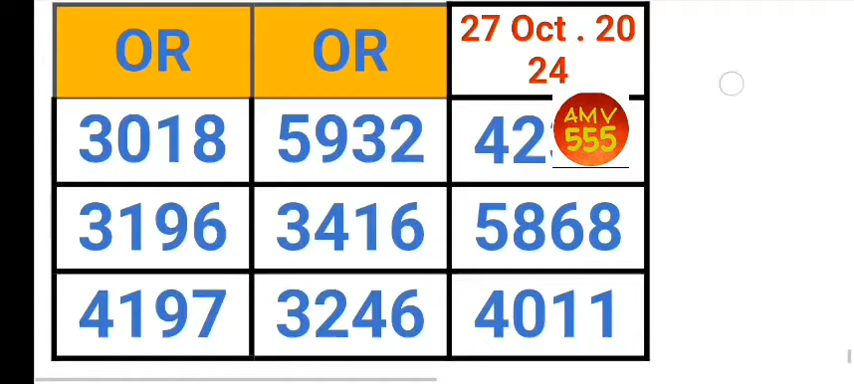 OR OR 27 Oct . 20
24
3018 5932 42
AMV
555
3196 3416 5868
4197 3246 4011